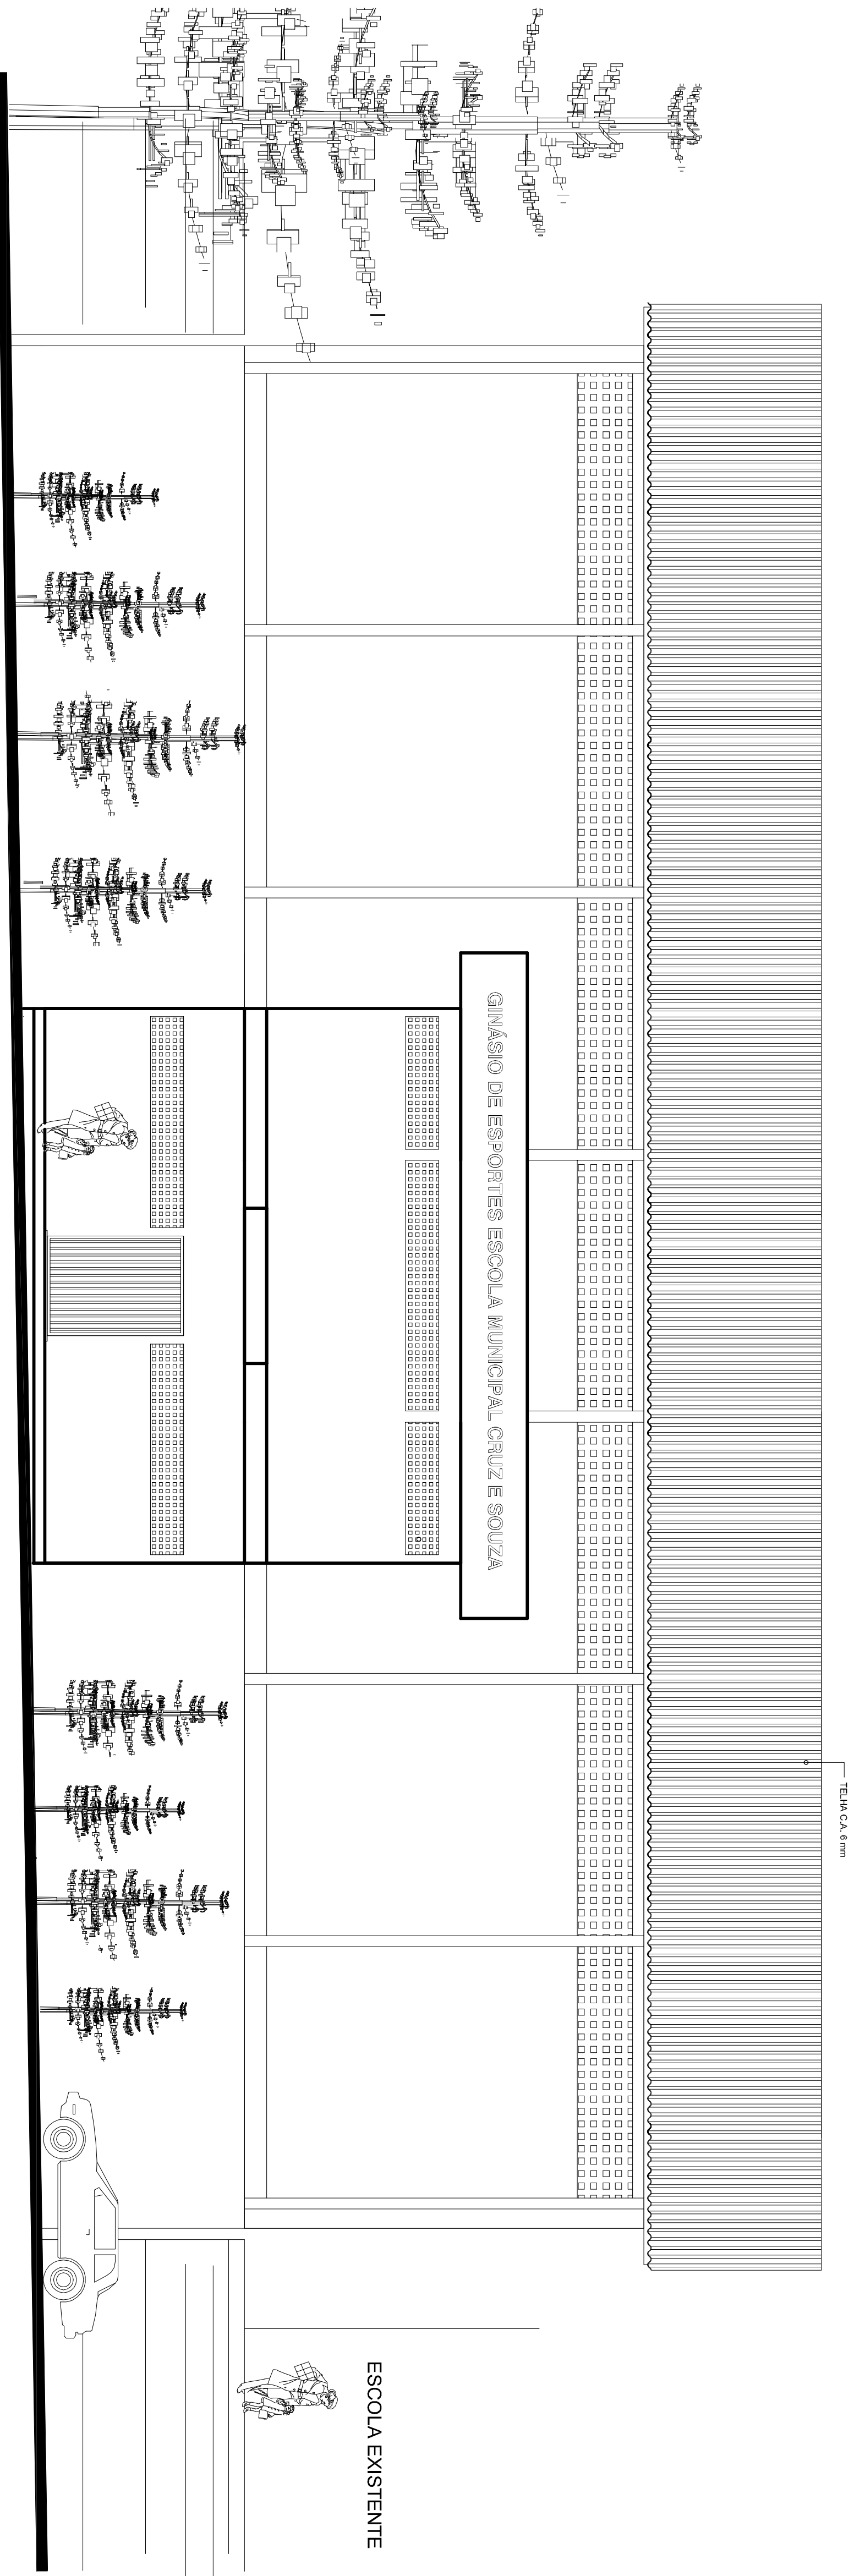 TELHA C.A. 6 mm
GINÁSIO DE ESPORTES ESCOLA MUNICIPAL CRUZ E SOUZA
ESCOLA EXISTENTE